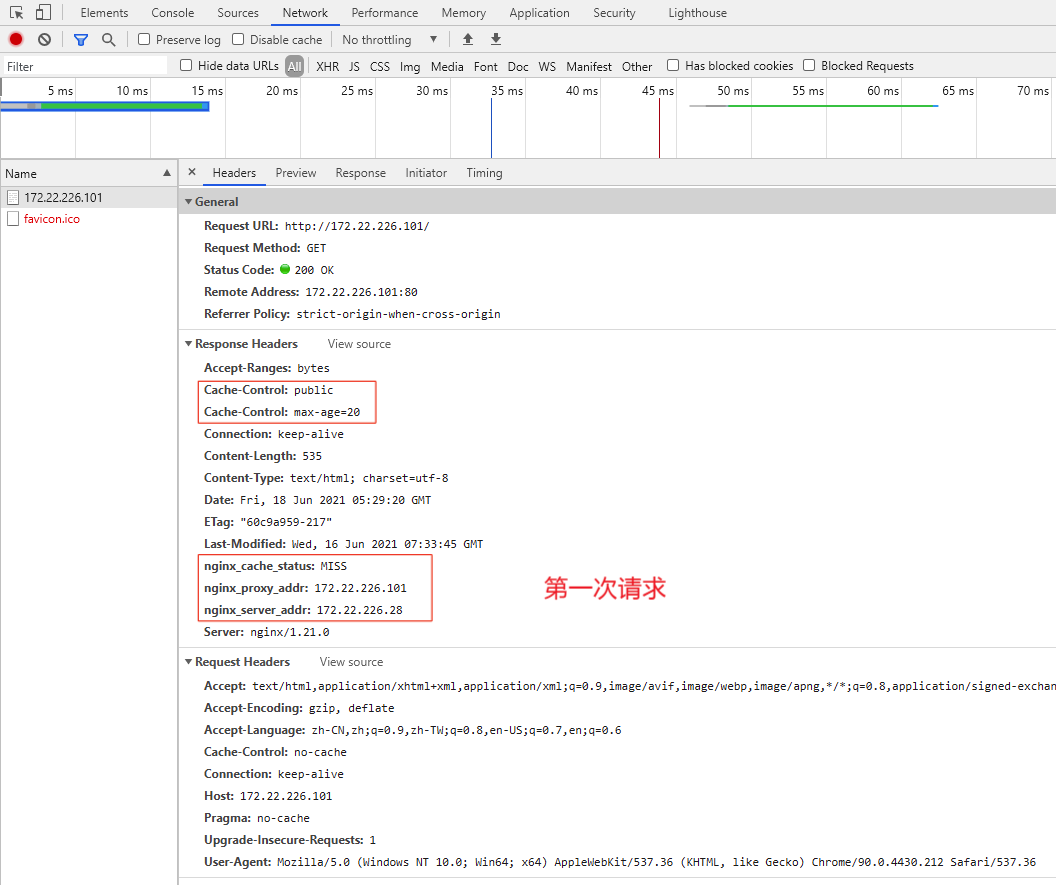 Elements Console Sources Network Performance Memory Application Security Lighthouse
Preserve log Disable cache No throttling
Filter Hide data URLs All XHR JS CSS Img Media Font Doc WS Manifest Other Has blocked cookies Blocked Requests
5 ms 10 ms 15 ms 20 ms 25 ms 30 ms 35 ms 40 ms 45 ms 50 ms 55 ms 60 ms 65 ms 70 ms
Name
172.22.226.101
favicon.ico
Headers Preview Response Initiator Timing
General
Request URL: http://172.22.226.101/
Request Method: GET
Status Code: 200 OK
Remote Address: 172.22.226.101:80
Referrer Policy: strict-origin-when-cross-origin
Response Headers View source
Accept-Ranges: bytes
Cache-Control: public
Cache-Control: max-age=20
Connection: keep-alive
Content-Length: 535
Content-Type: text/html; charset=utf-8
Date: Fri, 18 Jun 2021 05:29:20 GMT
ETag: "60c9a959-217"
Last-Modified: Wed, 16 Jun 2021 07:33:45 GMT
nginx_cache_status: MISS
nginx_proxy_addr: 172.22.226.101
nginx_server_addr: 172.22.226.28
第一次请求
Server: nginx/1.21.0
Request Headers View source
Accept: text/html,application/xhtml+xml,application/xml;q=0.9,image/avif,image/webp,image/apng,*/*;q=0.8,application/signed-exchan
Accept-Encoding: gzip, deflate
Accept-Language: zh-CN,zh;q=0.9,zh-TW;q=0.8,en-US;q=0.7,en;q=0.6
Cache-Control: no-cache
Connection: keep-alive
Host: 172.22.226.101
Pragma: no-cache
Upgrade-Insecure-Requests: 1
User-Agent: Mozilla/5.0 (Windows NT 10.0; Win64; x64) AppleWebKit/537.36 (KHTML, like Gecko) Chrome/90.0.4430.212 Safari/537.36